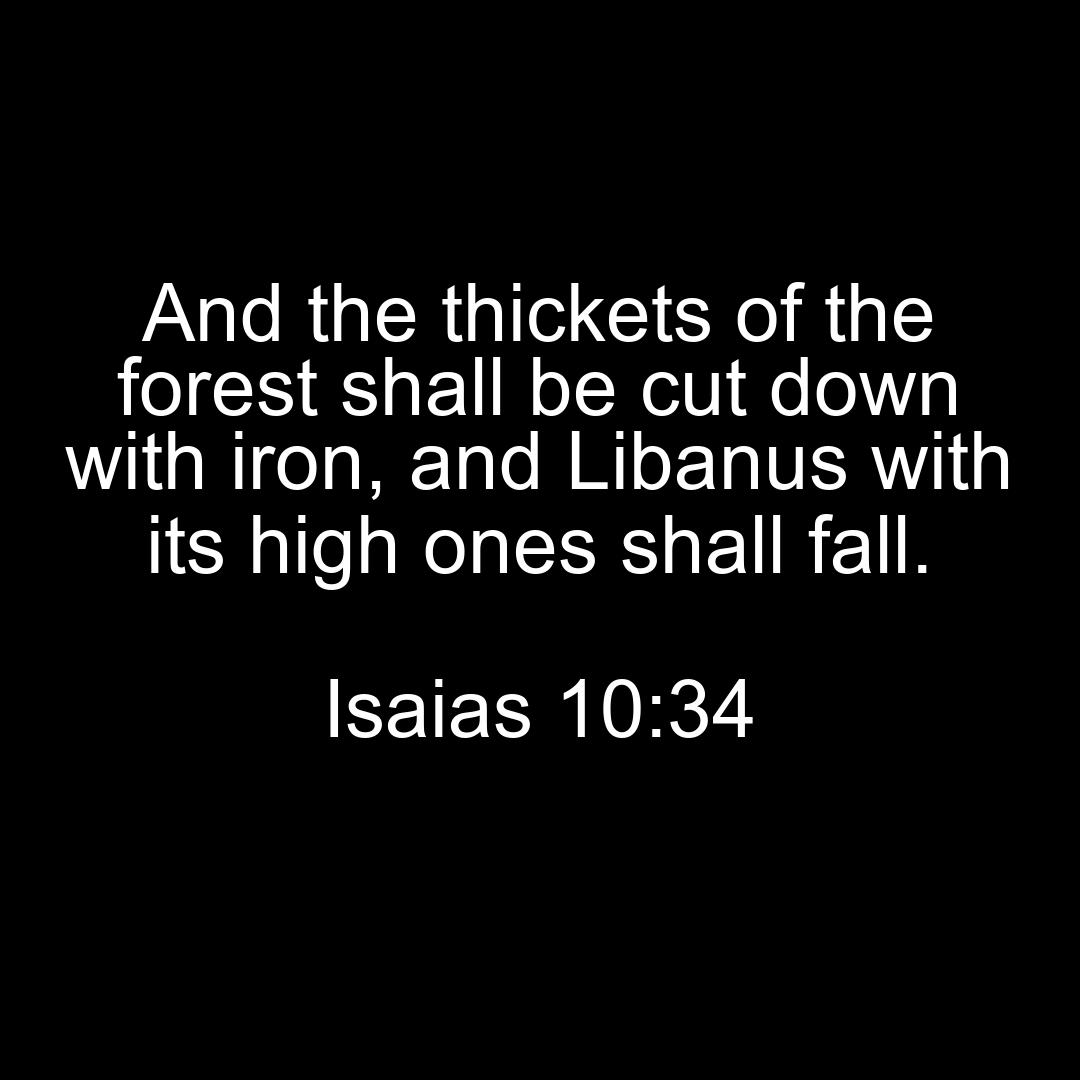 And the thickets of the
forest shall be cut down
with iron, and Libanus with
its high ones shall fall.
Isaias 10:34